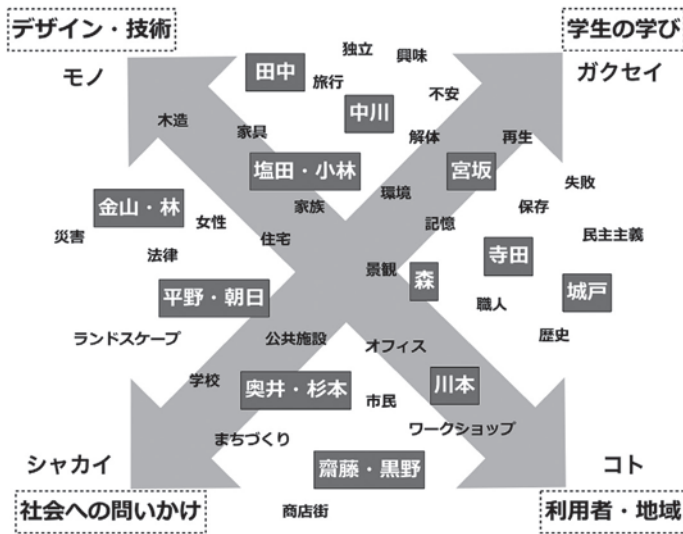 デザイン・技術
学生の学び
モノ
ガクセイ
独立
興味
田中
旅行
不安
中川
木造
家具
解体
再生
塩田・小林
宮坂
失敗
金山・林
家族
環境
保存
女性
記憶
災害
住宅
民主主義
法律
寺田
景観
森
城戸
平野・朝日
職人
ランドスケープ
公共施設
オフィス
歴史
学校
奥井・杉本
川本
市民
まちづくり
ワークショップ
シャカイ
齋藤・黒野
コト
社会への問いかけ
商店街
利用者・地域